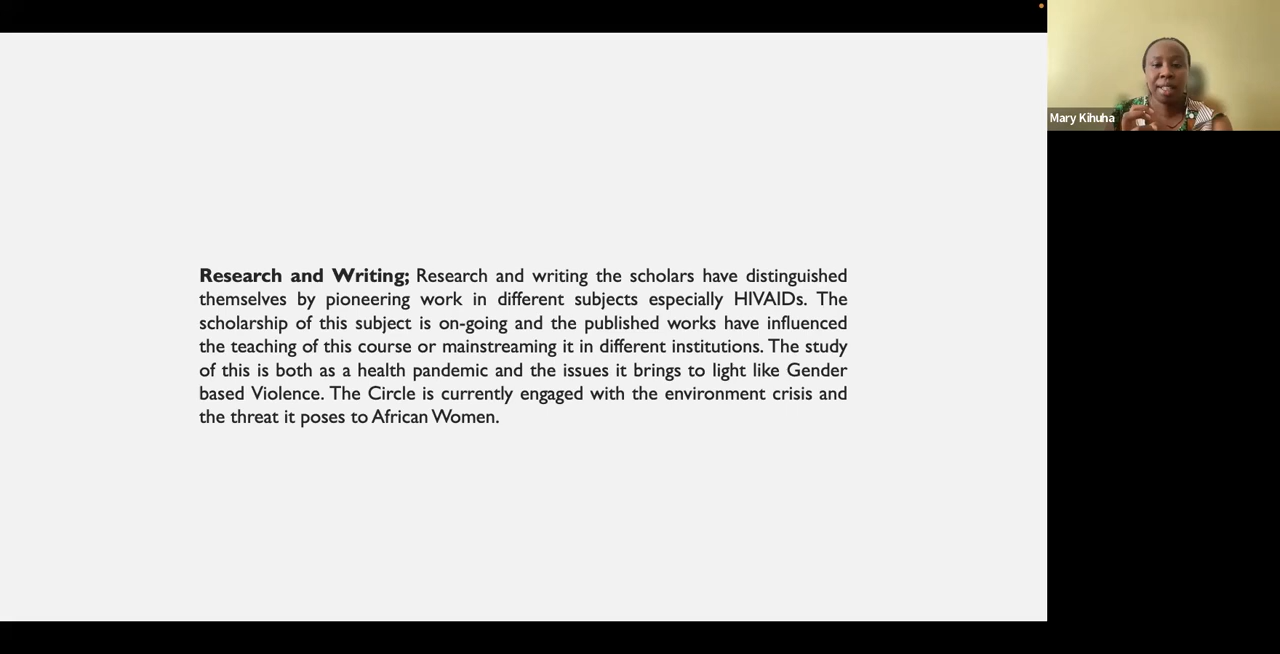 Mary Kihuha
Research and Writing; Research and writing the scholars have distinguished
themselves by pioneering work in different subjects especially HIVAIDs. The
scholarship of this subject is on-going and the published works have influenced
the teaching of this course or mainstreaming it in different institutions. The study
of this is both as a health pandemic and the issues it brings to light like Gender
based Violence. The Circle is currently engaged with the environment crisis and
the threat it poses to African Women.